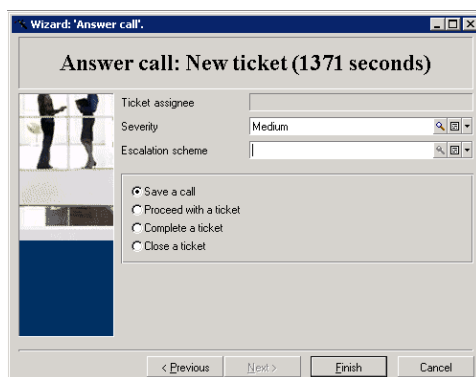 Wizard: 'Answer call'.
Answer call: New ticket (1371 seconds)
Ticket assignee
Severity Medium
Escalation scheme
Save a call
Proceed with a ticket
Complete a ticket
Close a ticket
< Previous Next > Finish Cancel